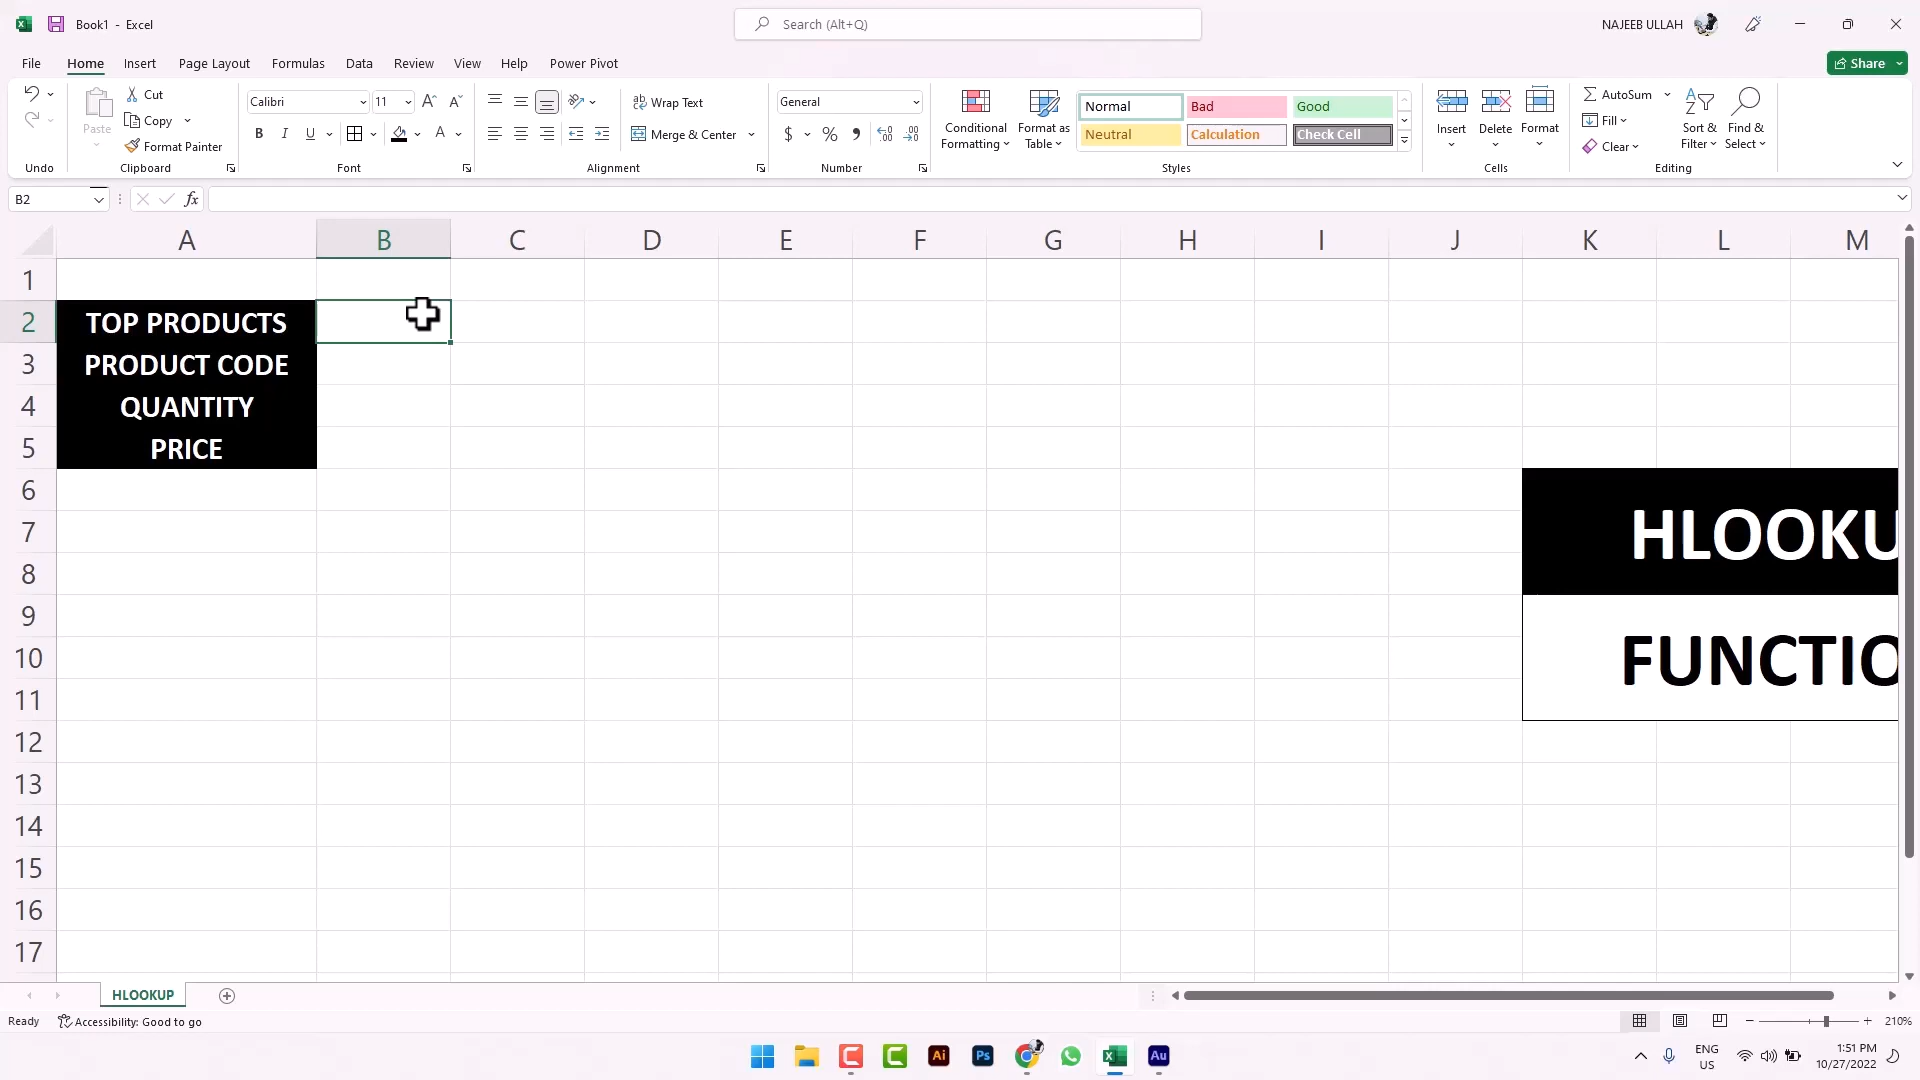 Book1 - Excel
Search (Alt+Q)
NAJEEB ULLAH
File Home Insert Page Layout Formulas Data Review View Help Power Pivot
Share
Paste
Cut
Copy
Format Painter
Calibri 11
B I U A
Wrap Text
Merge & Center
General
$ % 9
Conditional Formatting
Format as Table
Normal Bad Good
Neutral Calculation Check Cell
Insert Delete Format
AutoSum
Fill
Clear
Sort & Filter
Find & Select
Undo Clipboard Font Alignment Number Styles Cells Editing
B2 fx
A B C D E F G H I J K L M
1
2 TOP PRODUCTS
3 PRODUCT CODE
4 QUANTITY
5 PRICE
6
7 HLOOKU
8
9
10 FUNCTIO
11
12
13
14
15
16
17
HLOOKUP
Ready Accessibility: Good to go 210%
Ai Ps Au
ENG US
1:51 PM
10/27/2022